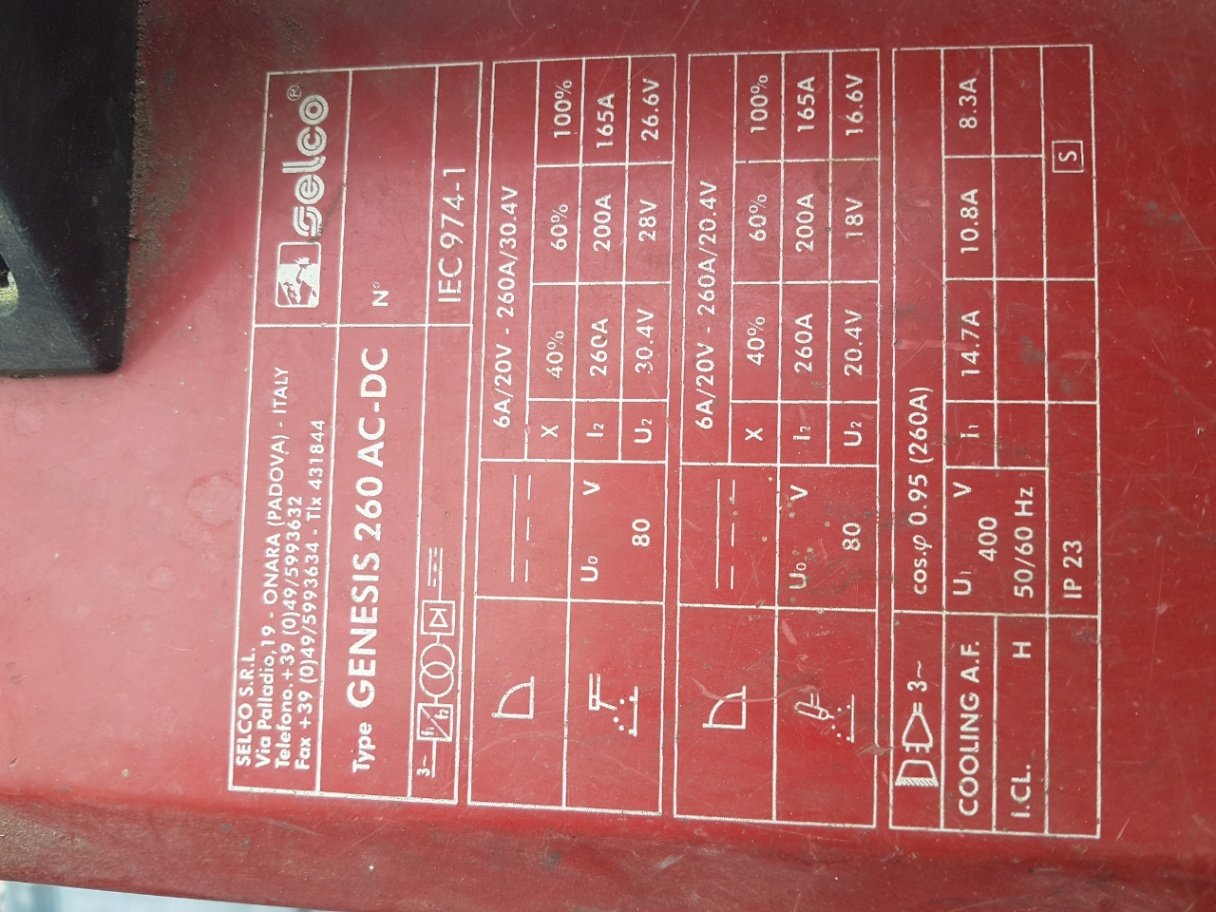 SELCO S.R.L.
Via Palladio,19 - ONARA (PADOVA) - ITALY
Telefono.+39 (0)49/5993632
Fax +39 (0)49/5993634 - Tlx 431844
selco®
Type GENESIS 260 AC-DC
N°
3~ f1 f2
IEC 974-1
6A/20V - 260A/30.4V
X 40% 60% 100%
U0 V I2 260A 200A 165A
80 U2 30.4V 28V 26.6V
6A/20V - 260A/20.4V
X 40% 60% 100%
U0 V I2 260A 200A 165A
80 U2 20.4V 18V 16.6V
3~ cos.φ 0.95 (260A)
COOLING A.F. U1 V I1 14.7A 10.8A 8.3A
400
I.CL. H 50/60 Hz
IP 23 S